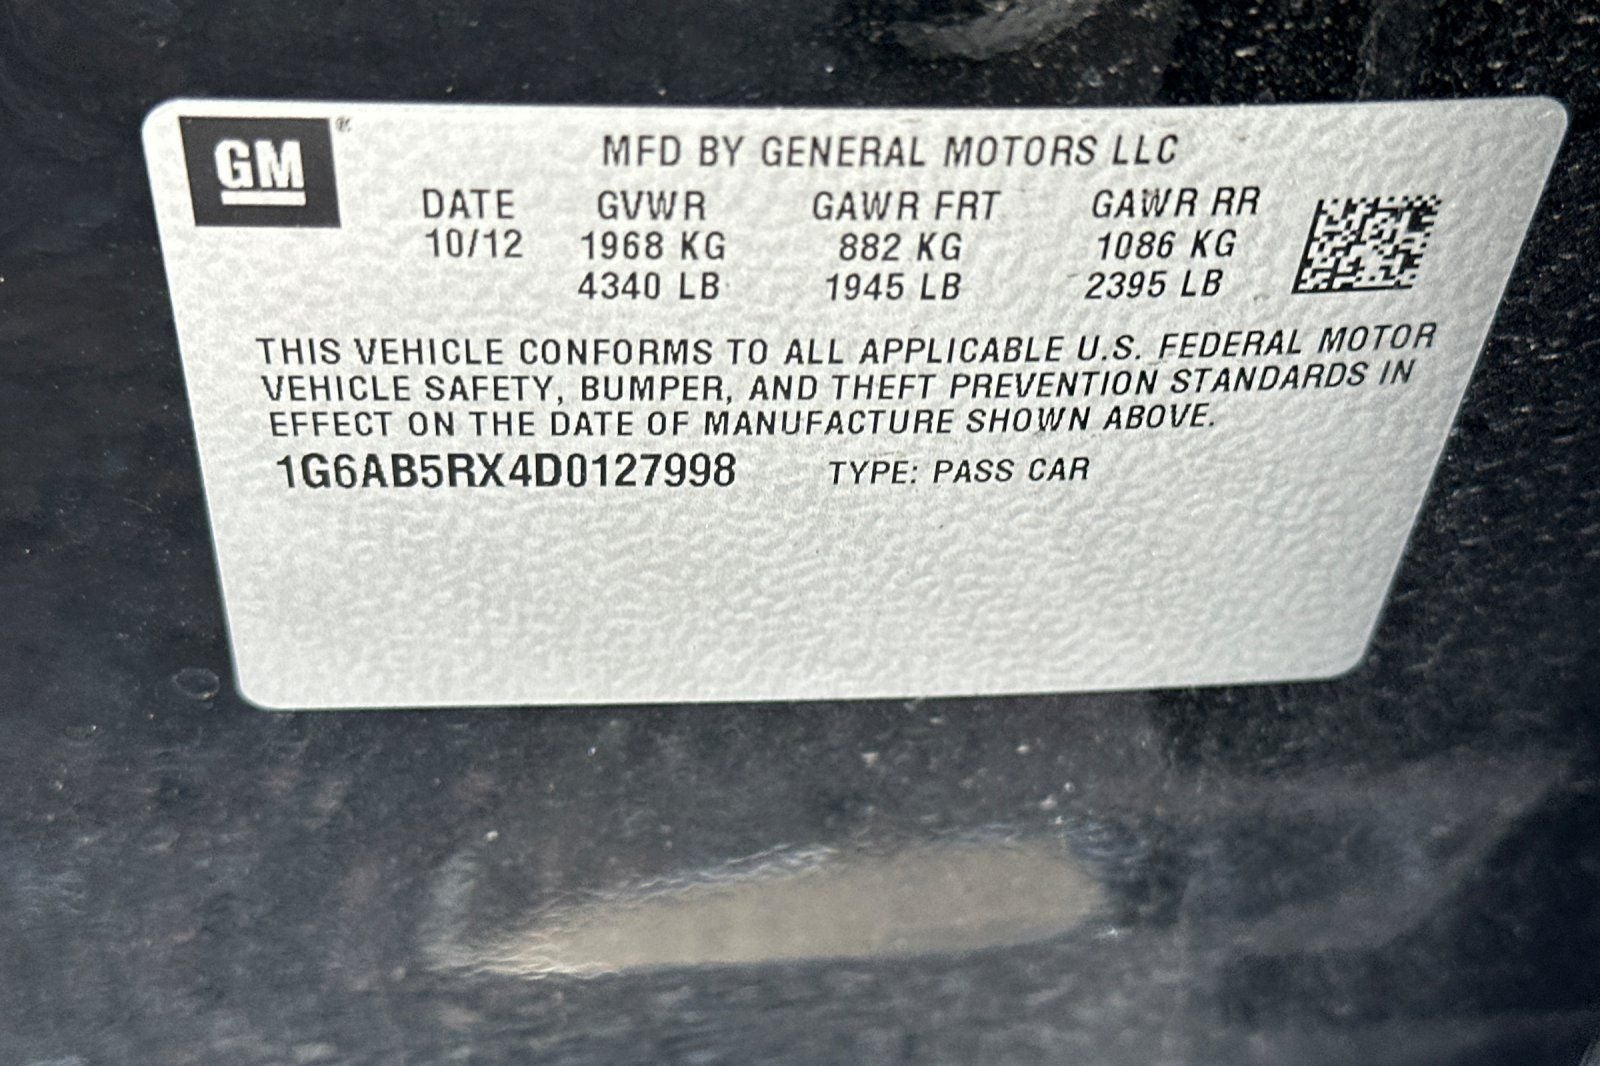 GM ®
MFD BY GENERAL MOTORS LLC
DATE GVWR GAWR FRT GAWR RR
10/12 1968 KG 882 KG 1086 KG
4340 LB 1945 LB 2395 LB
THIS VEHICLE CONFORMS TO ALL APPLICABLE U.S. FEDERAL MOTOR
VEHICLE SAFETY, BUMPER, AND THEFT PREVENTION STANDARDS IN
EFFECT ON THE DATE OF MANUFACTURE SHOWN ABOVE.
1G6AB5RX4D0127998 TYPE: PASS CAR